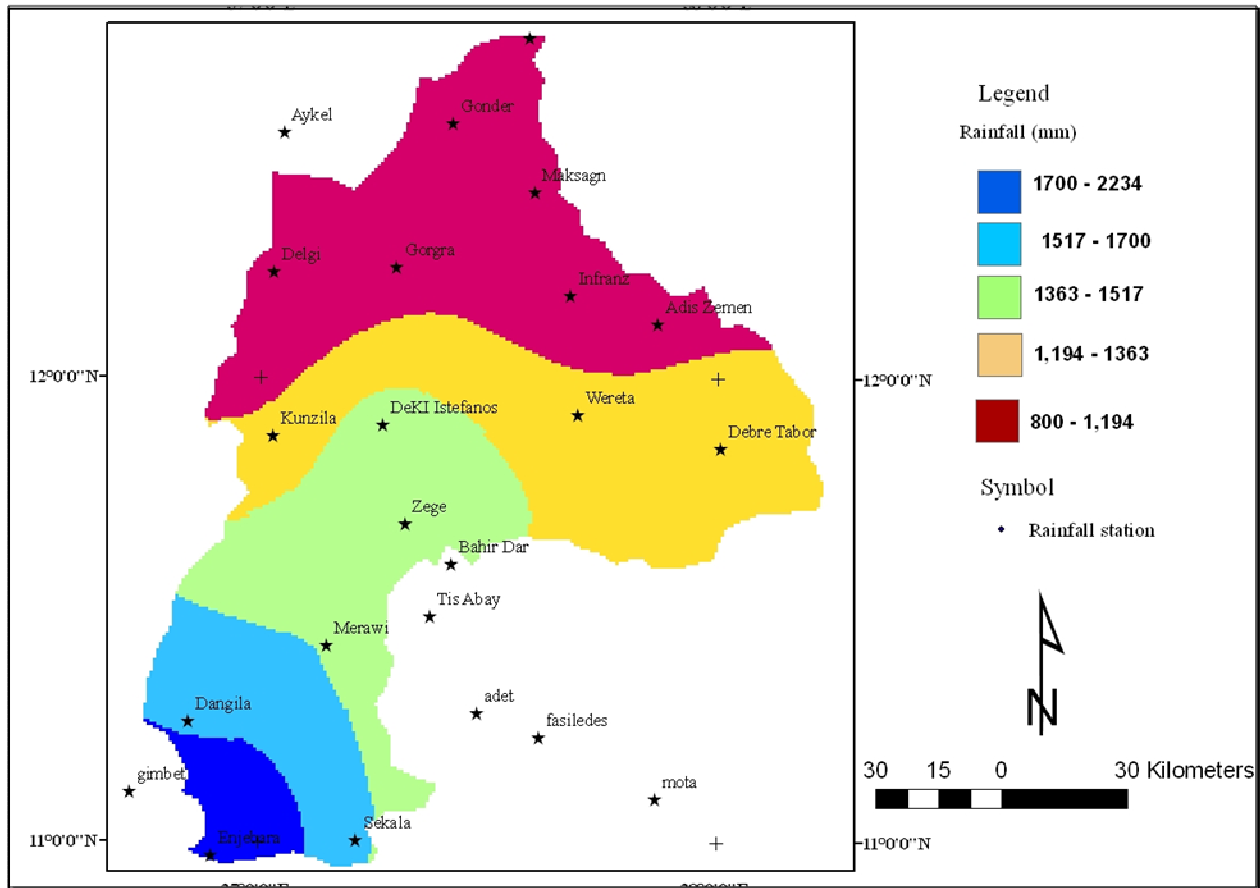 Aykel
Gonder
Maksagn
Delgi
Gorgra
Infranz
Adis Zemen
12°0'0"N
12°0'0"N
Kunzila
DeKI Istefanos
Wereta
Debre Tabor
Zege
Bahir Dar
Tis Abay
Merawi
Dangila
adet
fasiledes
gimbet
mota
Enjebara
Sekala
11°0'0"N
11°0'0"N
Legend
Rainfall (mm)
1700 - 2234
1517 - 1700
1363 - 1517
1,194 - 1363
800 - 1,194
Symbol
Rainfall station
N
30 15 0 30 Kilometers